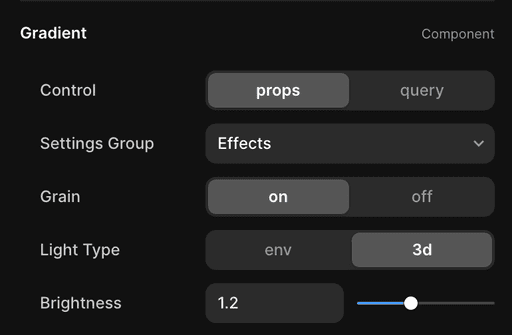 Gradient Component
Control props query
Settings Group Effects
Grain on off
Light Type env 3d
Brightness 1.2